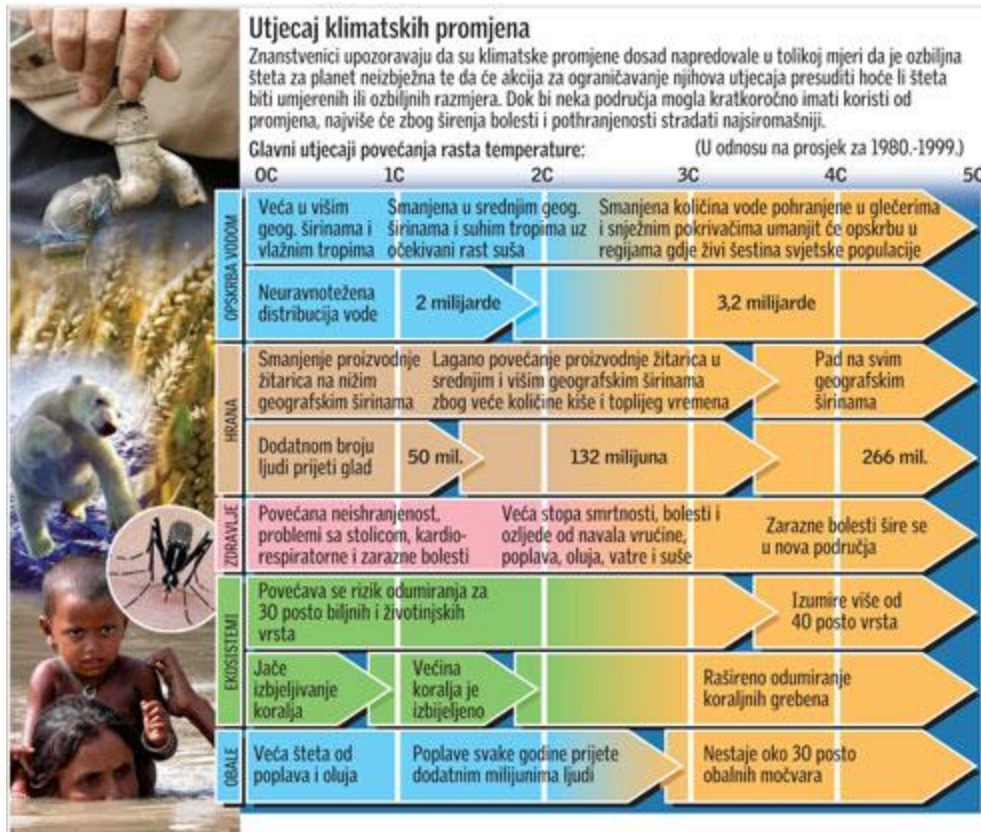 Utjecaj klimatskih promjena
Znanstvenici upozoravaju da su klimatske promjene dosad napredovale u tolikoj mjeri da je ozbiljna
šteta za planet neizbježna te da će akcija za ograničavanje njihova utjecaja presuditi hoće li šteta
biti umjerenih ili ozbiljnih razmjera. Dok bi neka područja mogla kratkoročno imati koristi od
promjena, najviše će zbog širenja bolesti i pothranjenosti stradati najsiromašniji.
Glavni utjecaji povećanja rasta temperature:
(U odnosu na prosjek za 1980.-1999.)
0C 1C 2C 3C 4C 5C
OPSKRBA VODOM
Veća u višim
geog. širinama i
vlažnim tropima
Smanjena u srednjim geog.
širinama i suhim tropima uz
očekivani rast suša
Smanjena količina vode pohranjene u glečerima
i snježnim pokrivačima umanjit će opskrbu u
regijama gdje živi šestina svjetske populacije
Neuravnotežena
distribucija vode
2 milijarde
3,2 milijarde
HRANA
Smanjenje proizvodnje
žitarica na nižim
geografskim širinama
Lagano povećanje proizvodnje žitarica u
srednjim i višim geografskim širinama
zbog veće količine kiše i toplijeg vremena
Pad na svim
geografskim
širinama
Dodatnom broju
ljudi prijeti glad
50 mil.
132 milijuna
266 mil.
ZDRAVLJE
Povećana neishranjenost,
problemi sa stolicom, kardio-
respiratorne i zarazne bolesti
Veća stopa smrtnosti, bolesti i
ozljede od navala vrućine,
poplava, oluja, vatre i suše
Zarazne bolesti šire se
u nova područja
EKOSISTEMI
Povećava se rizik odumiranja za
30 posto biljnih i životinjskih
vrsta
Izumire više od
40 posto vrsta
Jače
izbjeljivanje
koralja
Većina
koralja je
izbijeljeno
Rašireno odumiranje
koraljnih grebena
OBALE
Veća šteta od
poplava i oluja
Poplave svake godine prijete
dodatnim milijunima ljudi
Nestaje oko 30 posto
obalnih močvara